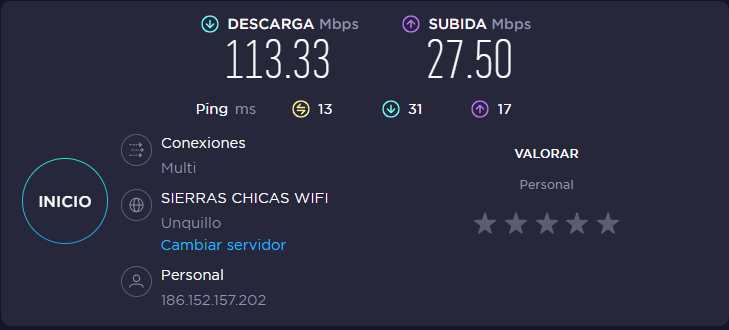 DESCARGA Mbps
113.33
SUBIDA Mbps
27.50
Ping ms 13 31 17
INICIO
Conexiones
Multi
SIERRAS CHICAS WIFI
Unquillo
Cambiar servidor
Personal
186.152.157.202
VALORAR
Personal